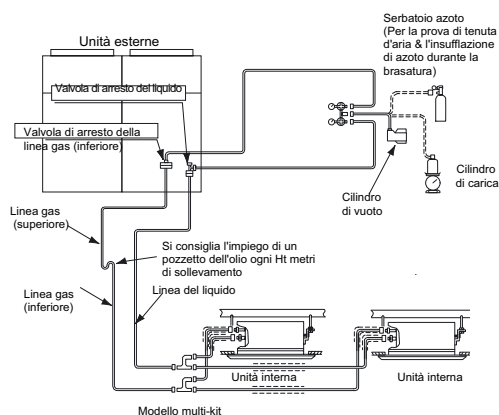 Unità esterne
Valvola di arresto del liquido
Valvola di arresto della
linea gas (inferiore)
Serbatoio azoto
(Per la prova di tenuta
d'aria & l'insufflazione
di azoto durante la
brasatura)
Cilindro
di vuoto
Cilindro
di carica
Linea gas
(superiore)
Si consiglia l'impiego di un
pozzetto dell'olio ogni Ht metri
di sollevamento
Linea gas
(inferiore)
Linea del liquido
Unità interna
Unità interna
Modello multi-kit